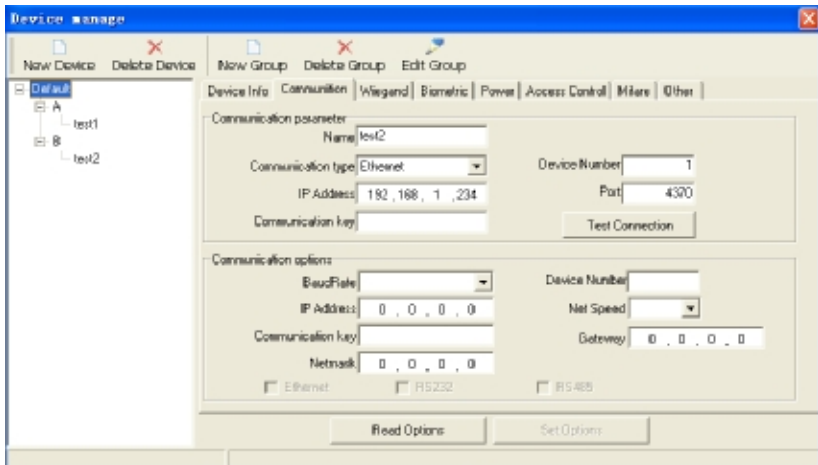 Device manage
New Device Delete Device New Group Delete Group Edit Group
Default
A
test1
B
test2
Device Info Communition Wiegand Biometric Power Access Control Mifare Other
Communication parameter
Name test2
Communication type Ethernet Device Number 1
IP Address 192 . 168 . 1 . 234 Port 4370
Communication key Test Connection
Communication options
BaudRate Device Number
IP Address 0 . 0 . 0 . 0 Net Speed
Communication key Gateway 0 . 0 . 0 . 0
Netmask 0 . 0 . 0 . 0
Ethernet RS232 RS485
Read Options Set Options